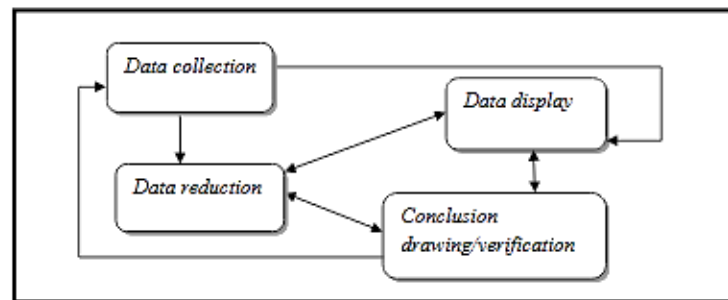 Data collection
Data display
Data reduction
Conclusion
drawing/verification